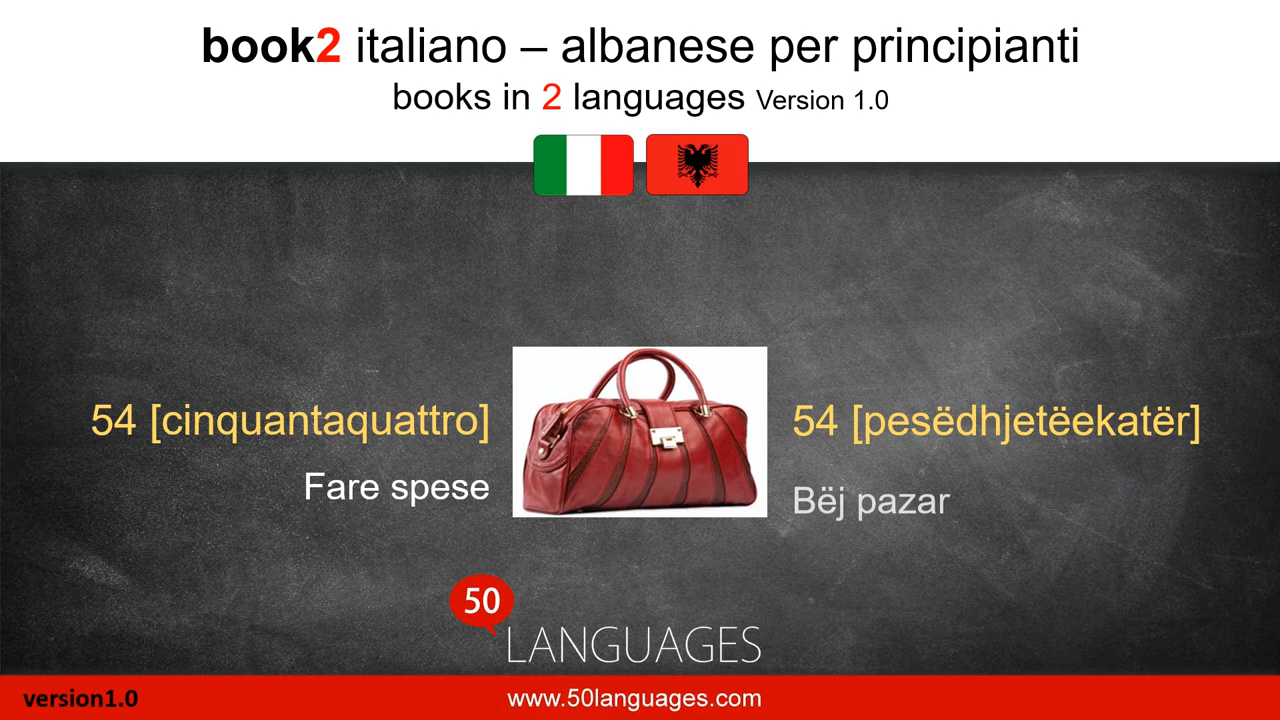 book2 italiano – albanese per principianti
books in 2 languages Version 1.0
54 [cinquantaquattro]
Fare spese
54 [pesëdhjetëekatër]
Bëj pazar
50
LANGUAGES
version1.0
www.50languages.com